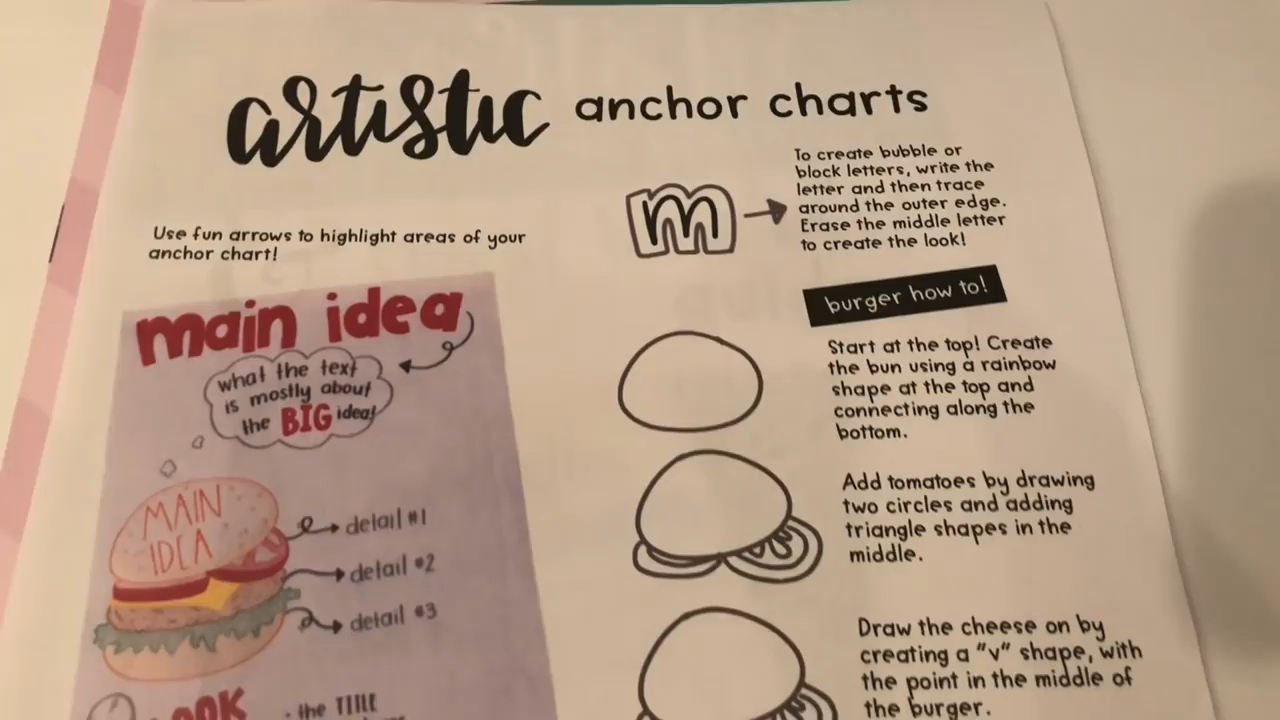 artistic anchor charts
Use fun arrows to highlight areas of your
anchor chart!
main idea
what the text
is mostly about
the BIG idea!
MAIN
IDEA
detail #1
detail #2
detail #3
· the TITLE
m
To create bubble or
block letters, write the
letter and then trace
around the outer edge.
Erase the middle letter
to create the look!
burger how to!
Start at the top! Create
the bun using a rainbow
shape at the top and
connecting along the
bottom.
Add tomatoes by drawing
two circles and adding
triangle shapes in the
middle.
Draw the cheese on by
creating a "v" shape, with
the point in the middle of
the burger.